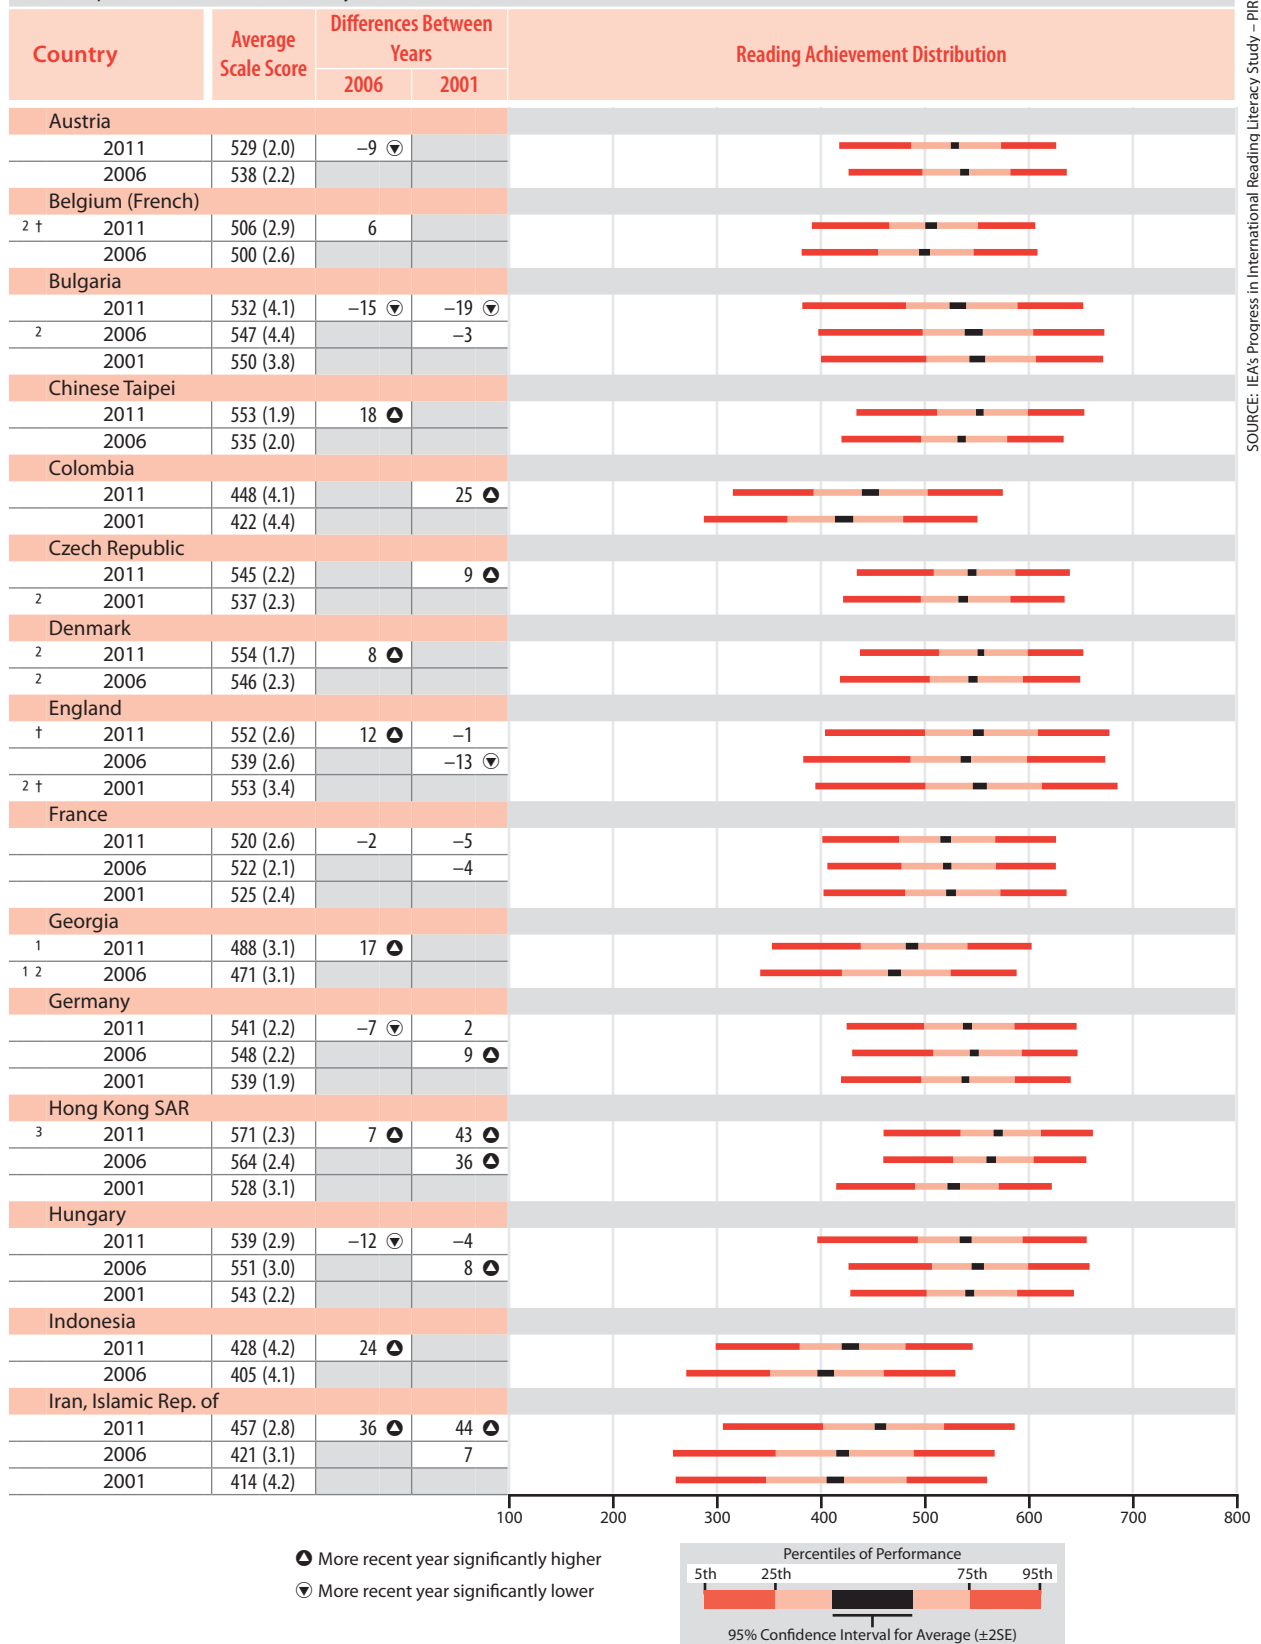 Country
Average
Scale Score
Differences Between
Years
2006 2001
Reading Achievement Distribution
Austria
2011 529 (2.0) –9
2006 538 (2.2)
Belgium (French)
2 † 2011 506 (2.9) 6
2006 500 (2.6)
Bulgaria
2011 532 (4.1) –15 –19
2 2006 547 (4.4) –3
2001 550 (3.8)
Chinese Taipei
2011 553 (1.9) 18
2006 535 (2.0)
Colombia
2011 448 (4.1) 25
2001 422 (4.4)
Czech Republic
2011 545 (2.2) 9
2 2001 537 (2.3)
Denmark
2 2011 554 (1.7) 8
2 2006 546 (2.3)
England
† 2011 552 (2.6) 12 –1
2006 539 (2.6) –13
2 † 2001 553 (3.4)
France
2011 520 (2.6) –2 –5
2006 522 (2.1) –4
2001 525 (2.4)
Georgia
1 2011 488 (3.1) 17
1 2 2006 471 (3.1)
Germany
2011 541 (2.2) –7 2
2006 548 (2.2) 9
2001 539 (1.9)
Hong Kong SAR
3 2011 571 (2.3) 7 43
2006 564 (2.4) 36
2001 528 (3.1)
Hungary
2011 539 (2.9) –12 –4
2006 551 (3.0) 8
2001 543 (2.2)
Indonesia
2011 428 (4.2) 24
2006 405 (4.1)
Iran, Islamic Rep. of
2011 457 (2.8) 36 44
2006 421 (3.1) 7
2001 414 (4.2)
100 200 300 400 500 600 700 800
More recent year significantly higher
More recent year significantly lower
Percentiles of Performance
5th 25th 75th 95th
95% Confidence Interval for Average (±2SE)
SOURCE: IEA's Progress in International Reading Literacy Study – PIR